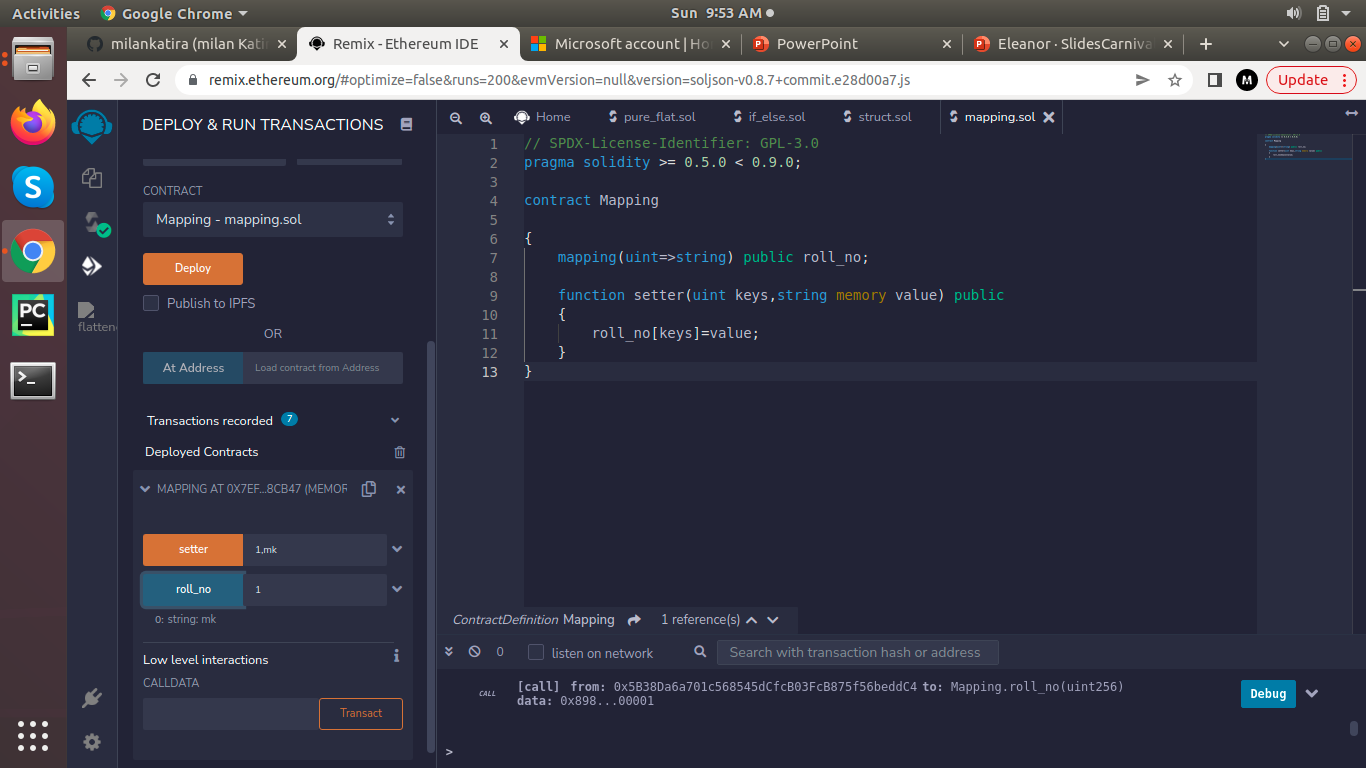 Activities Google Chrome Sun 9:53 AM
milankatira (milan Kati Remix - Ethereum IDE Microsoft account | Ho PowerPoint Eleanor · SlidesCarniva
remix.ethereum.org/#optimize=false&runs=200&evmVersion=null&version=soljson-v0.8.7+commit.e28d00a7.js M Update
DEPLOY & RUN TRANSACTIONS
CONTRACT
Mapping - mapping.sol
Deploy
Publish to IPFS
flatten
OR
At Address Load contract from Address
Transactions recorded 7
Deployed Contracts
MAPPING AT 0X7EF...8CB47 (MEMOR
setter 1,mk
roll_no 1
0: string: mk
Low level interactions
CALLDATA
Transact
Home pure_flat.sol if_else.sol struct.sol mapping.sol
1 // SPDX-License-Identifier: GPL-3.0
2 pragma solidity >= 0.5.0 < 0.9.0;
3
4 contract Mapping
5
6 {
7 mapping(uint=>string) public roll_no;
8
9 function setter(uint keys,string memory value) public
10 {
11 roll_no[keys]=value;
12 }
13 }
ContractDefinition Mapping 1 reference(s)
0 listen on network Search with transaction hash or address
CALL [call] from: 0x5B38Da6a701c568545dCfcB03FcB875f56beddC4 to: Mapping.roll_no(uint256) Debug
data: 0x898...00001
>
S
PC
>_